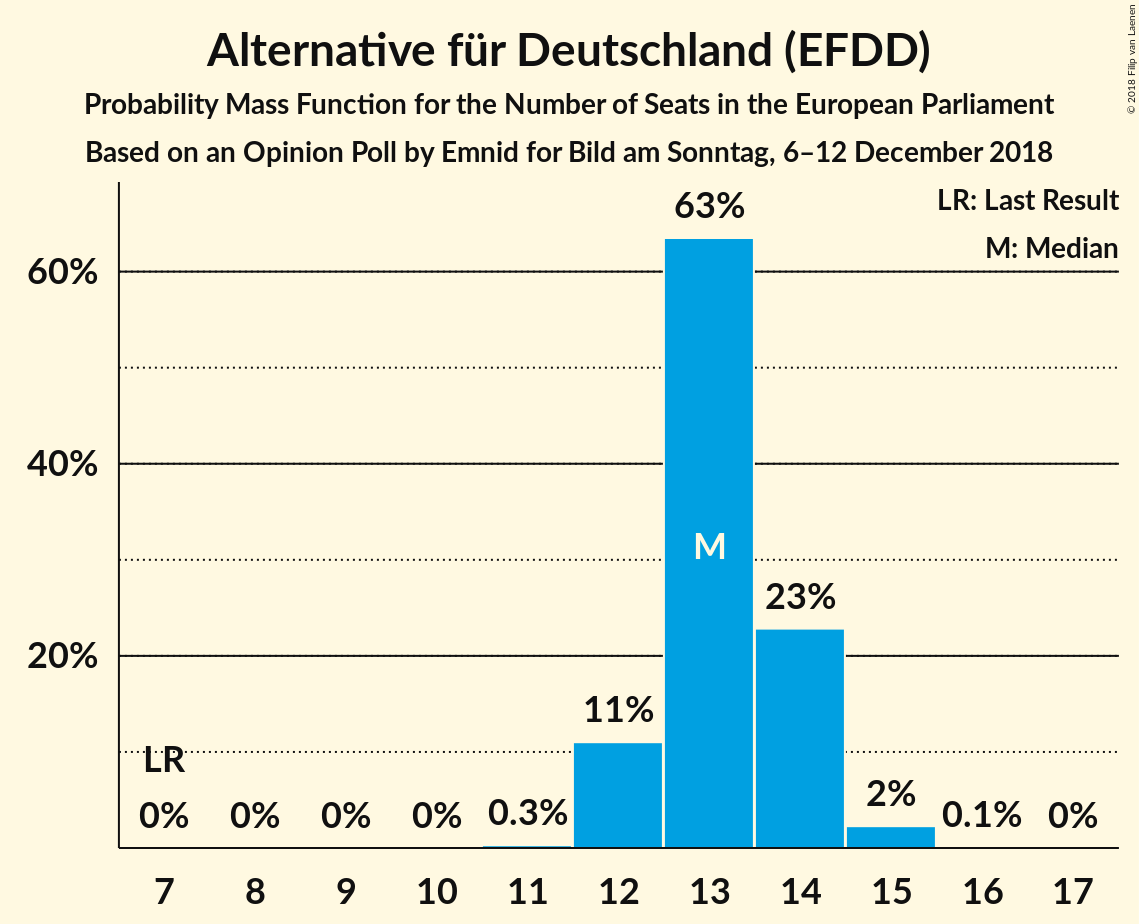 Alternative für Deutschland (EFDD)
Probability Mass Function for the Number of Seats in the European Parliament
Based on an Opinion Poll by Emnid for Bild am Sonntag, 6–12 December 2018
© 2018 Filip van Laenen
LR: Last Result
M: Median
60%
40%
20%
LR
M
0%
0%
0%
0%
0.3%
11%
63%
23%
2%
0.1%
0%
7 8 9 10 11 12 13 14 15 16 17